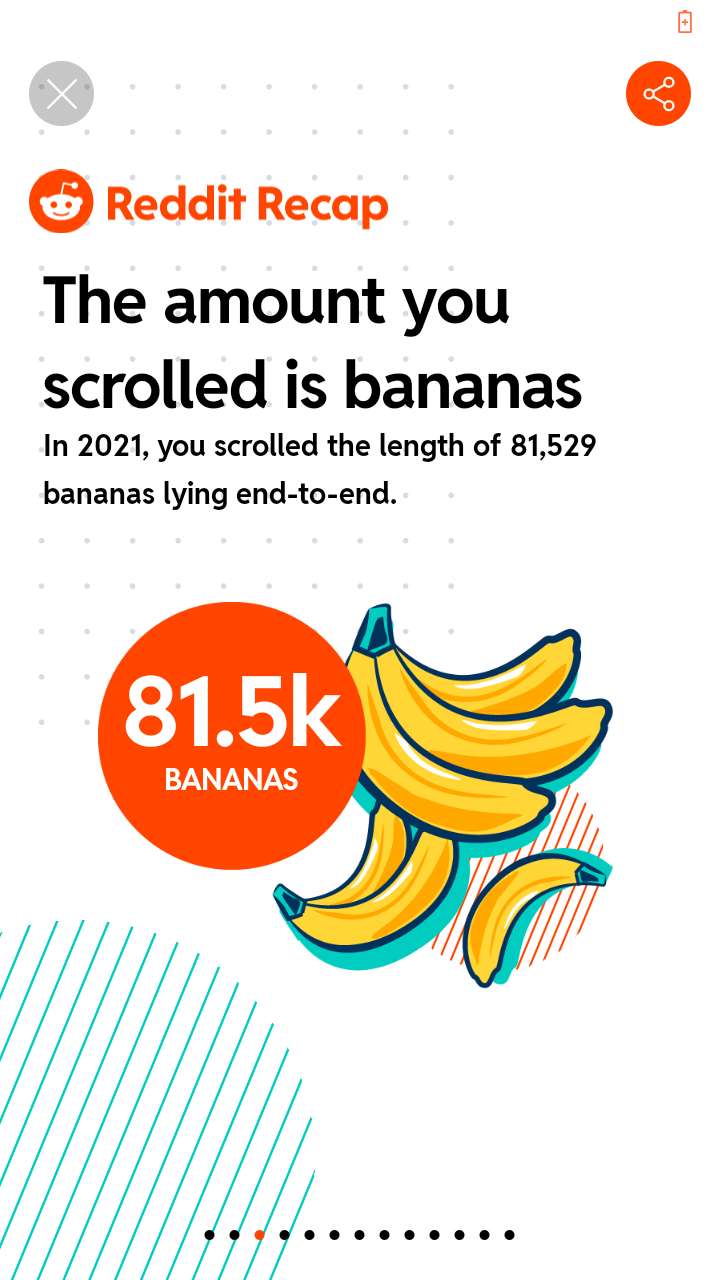 Reddit Recap
The amount you
scrolled is bananas
In 2021, you scrolled the length of 81,529
bananas lying end-to-end.
81.5k
BANANAS